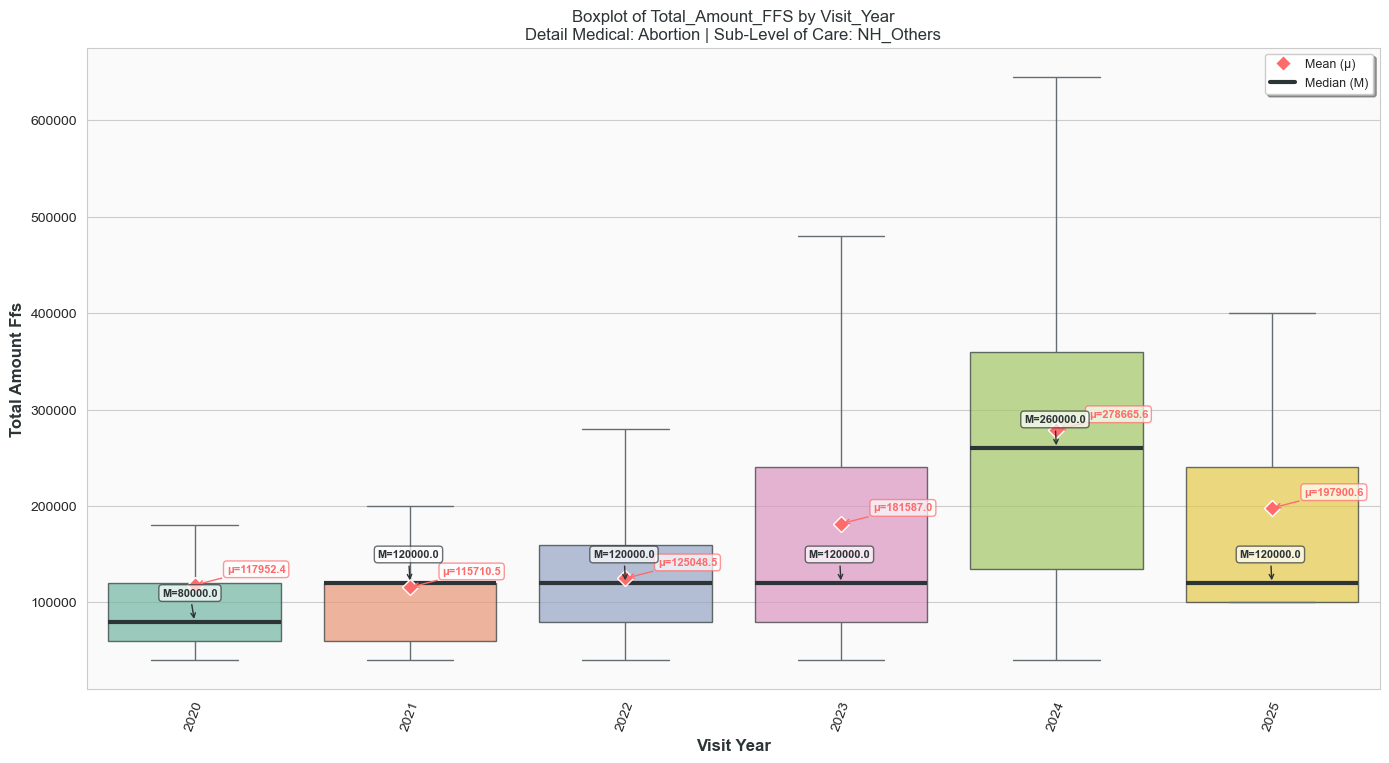 Boxplot of Total_Amount_FFS by Visit_Year
Detail Medical: Abortion | Sub-Level of Care: NH_Others
Mean (μ)
Median (M)
Total Amount Ffs
600000
500000
400000
300000
200000
100000
M=80000.0
μ=117952.4
M=120000.0
μ=115710.5
M=120000.0
μ=125048.5
M=120000.0
μ=181587.0
M=260000.0
μ=278665.6
M=120000.0
μ=197900.6
2020
2021
2022
2023
2024
2025
Visit Year